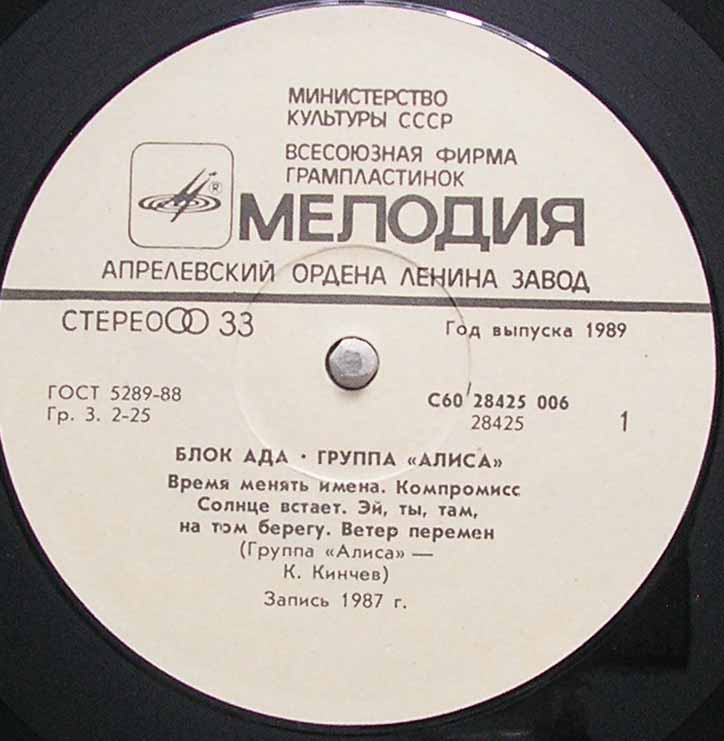 МИНИСТЕРСТВО
КУЛЬТУРЫ СССР
ВСЕСОЮЗНАЯ ФИРМА
ГРАМПЛАСТИНОК
®
МЕЛОДИЯ
АПРЕЛЕВСКИЙ ОРДЕНА ЛЕНИНА ЗАВОД
СТЕРЕО 33
Год выпуска 1989
ГОСТ 5289-88
Гр. 3. 2-25
С60 28425 006
28425
1
БЛОК АДА · ГРУППА «АЛИСА»
Время менять имена. Компромисс
Солнце встает. Эй, ты, там,
на том берегу. Ветер перемен
(Группа «Алиса» —
К. Кинчев)
Запись 1987 г.